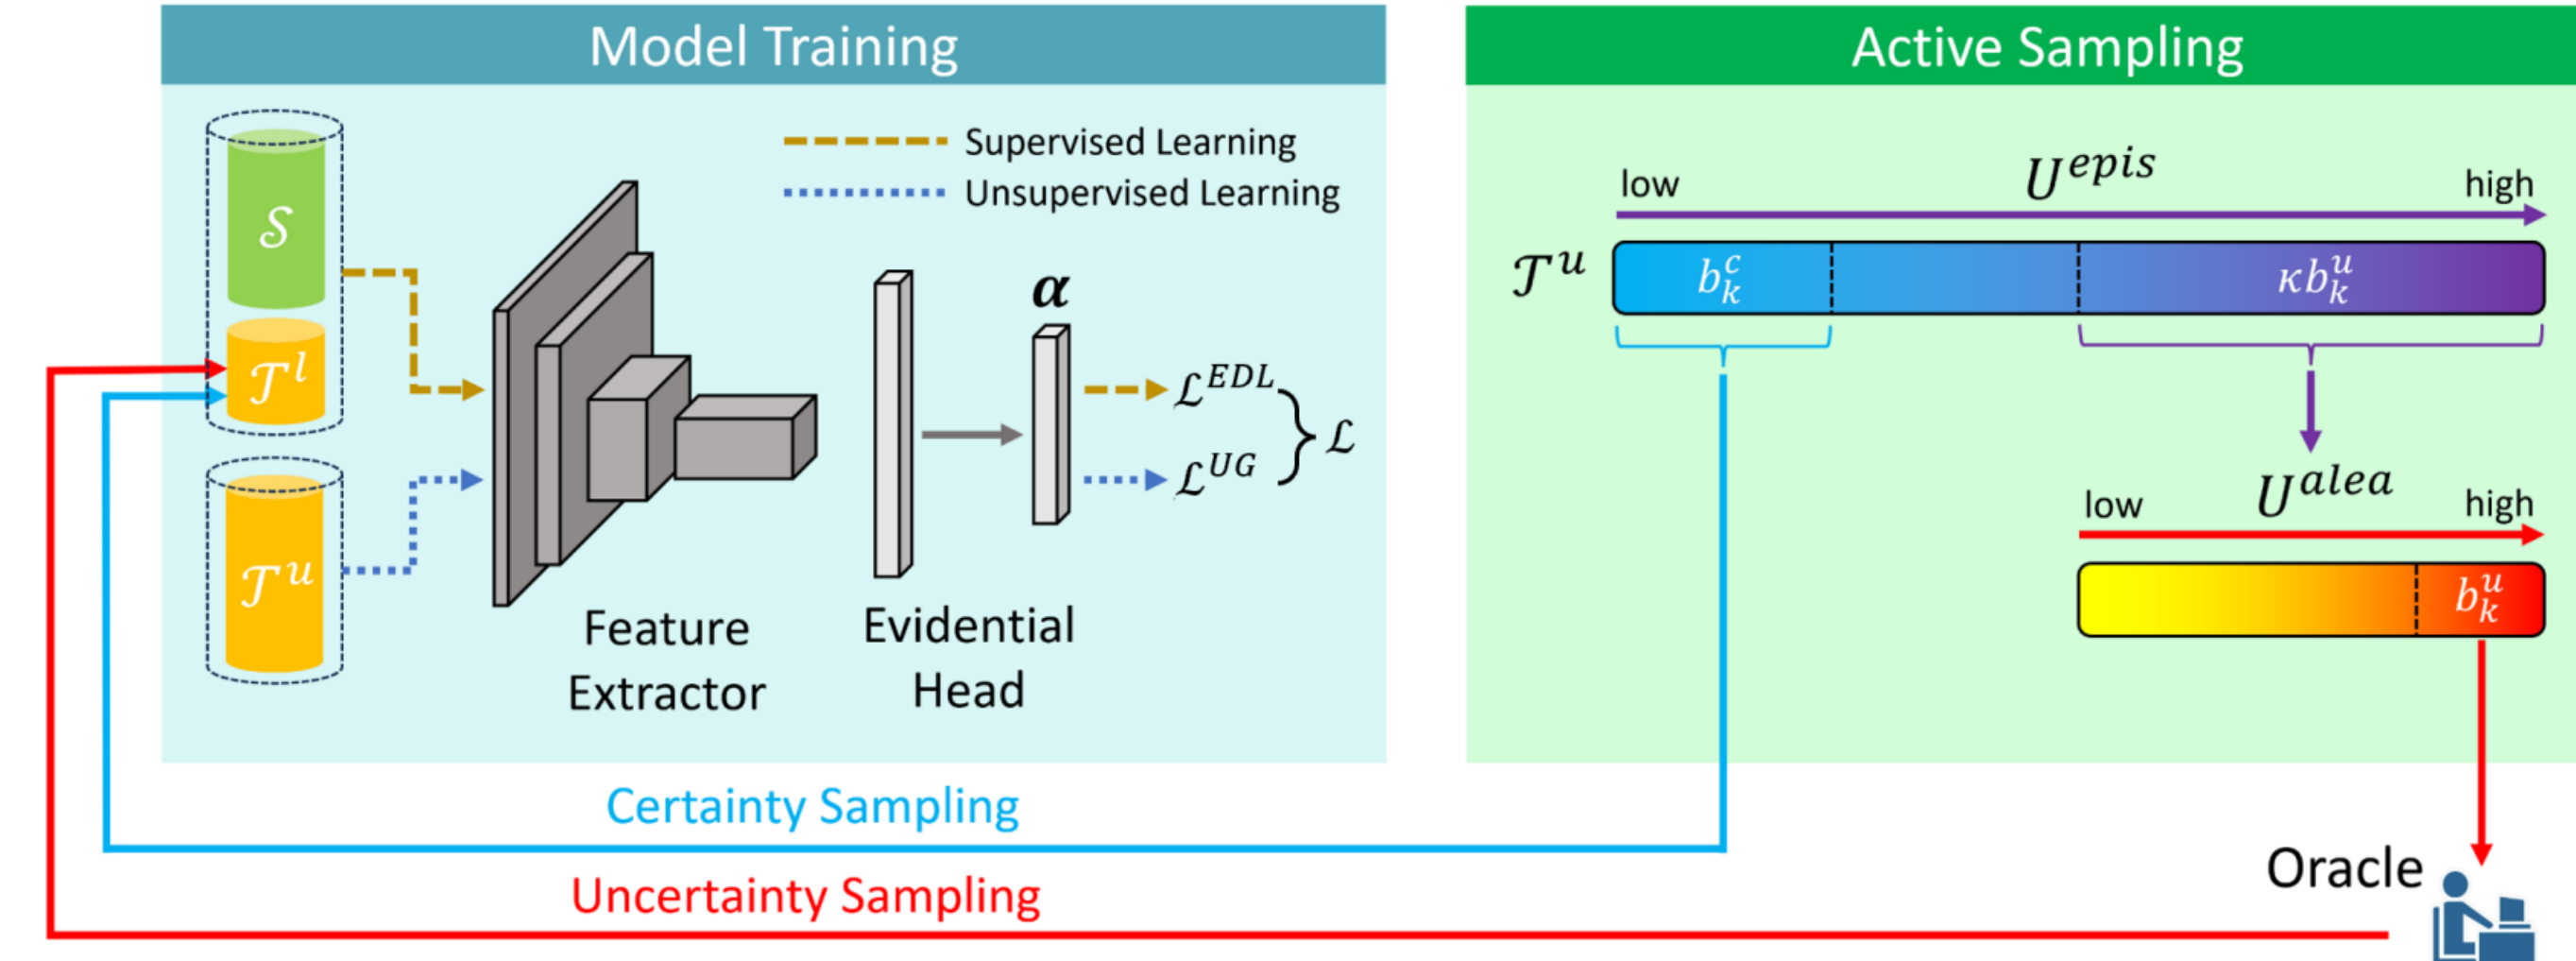 Model Training
Supervised Learning
Unsupervised Learning
𝒮
𝒯^l
𝒯^u
α
ℒ^{EDL}
ℒ^{UG}
ℒ
Feature
Extractor
Evidential
Head
Active Sampling
low U^{epis} high
𝒯^u b_k^c κb_k^u
low U^{alea} high
b_k^u
Certainty Sampling
Uncertainty Sampling
Oracle